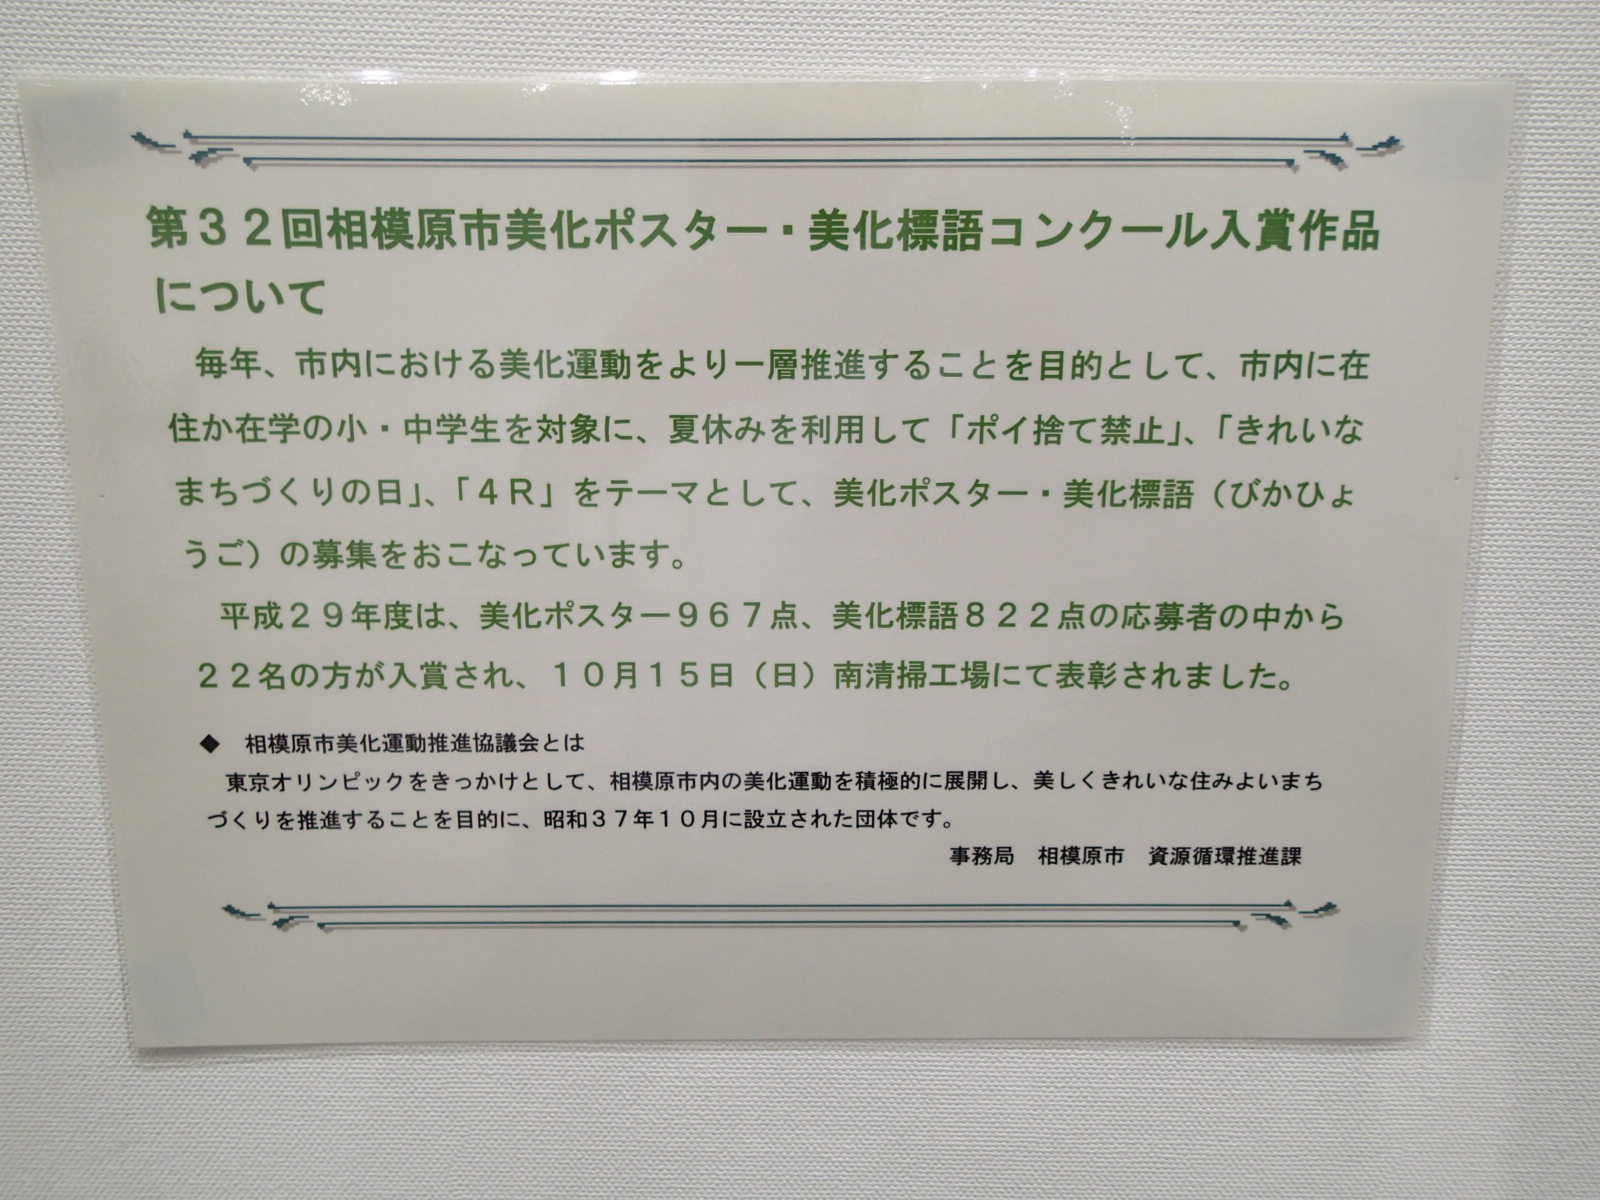 第３２回相模原市美化ポスター・美化標語コンクール入賞作品
について
毎年、市内における美化運動をより一層推進することを目的として、市内に在
住か在学の小・中学生を対象に、夏休みを利用して「ポイ捨て禁止」、「きれいな
まちづくりの日」、「４Ｒ」をテーマとして、美化ポスター・美化標語（びかひょ
うご）の募集をおこなっています。
平成２９年度は、美化ポスター９６７点、美化標語８２２点の応募者の中から
２２名の方が入賞され、１０月１５日（日）南清掃工場にて表彰されました。
◆　相模原市美化運動推進協議会とは
東京オリンピックをきっかけとして、相模原市内の美化運動を積極的に展開し、美しくきれいな住みよいまち
づくりを推進することを目的に、昭和３７年１０月に設立された団体です。
事務局　相模原市　資源循環推進課